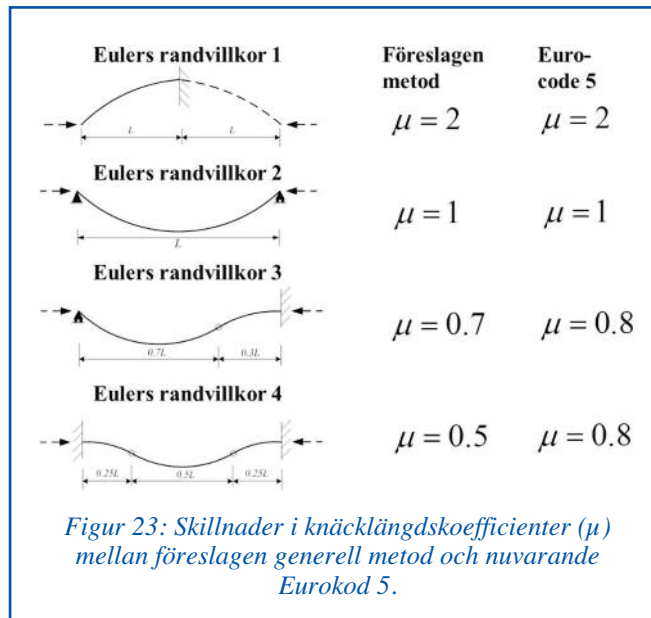 Eulers randvillkor 1
Föreslagen metod
Euro-code 5
L L
μ = 2 μ = 2
Eulers randvillkor 2
L
μ = 1 μ = 1
Eulers randvillkor 3
0.7L 0.3L
μ = 0.7 μ = 0.8
Eulers randvillkor 4
0.25L 0.5L 0.25L
μ = 0.5 μ = 0.8
Figur 23: Skillnader i knäcklängdskoefficienter (μ)
mellan föreslagen generell metod och nuvarande
Eurokod 5.